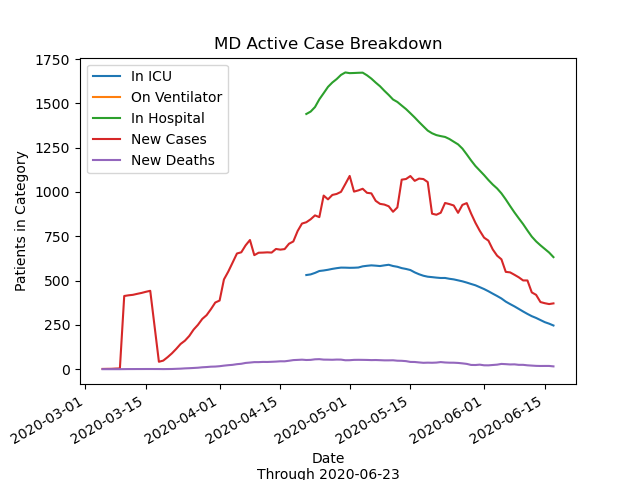 MD Active Case Breakdown
In ICU
On Ventilator
In Hospital
New Cases
New Deaths
Patients in Category
1750
1500
1250
1000
750
500
250
0
2020-03-01
2020-03-15
2020-04-01
2020-04-15
2020-05-01
2020-05-15
2020-06-01
2020-06-15
Date
Through 2020-06-23